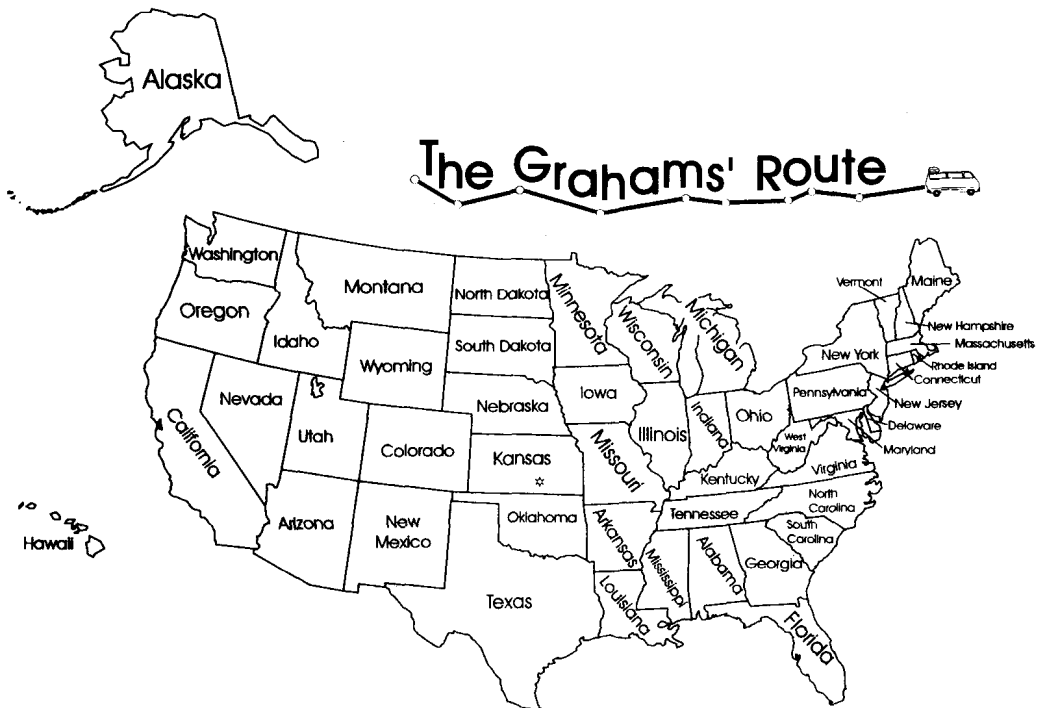 Alaska
The Grahams' Route
Washington
Oregon
Idaho
Montana
North Dakota
Minnesota
Wisconsin
Michigan
Vermont
Maine
New Hampshire
Massachusetts
Rhode Island
Connecticut
New York
Wyoming
South Dakota
Iowa
Pennsylvania
New Jersey
Nevada
Utah
Colorado
Nebraska
Illinois
Indiana
Ohio
West
Virginia
Delaware
Maryland
California
Kansas
Missouri
Kentucky
Virginia
Hawaii
Arizona
New
Mexico
Oklahoma
Arkansas
Tennessee
North
Carolina
South
Carolina
Texas
Louisiana
Mississippi
Alabama
Georgia
Florida